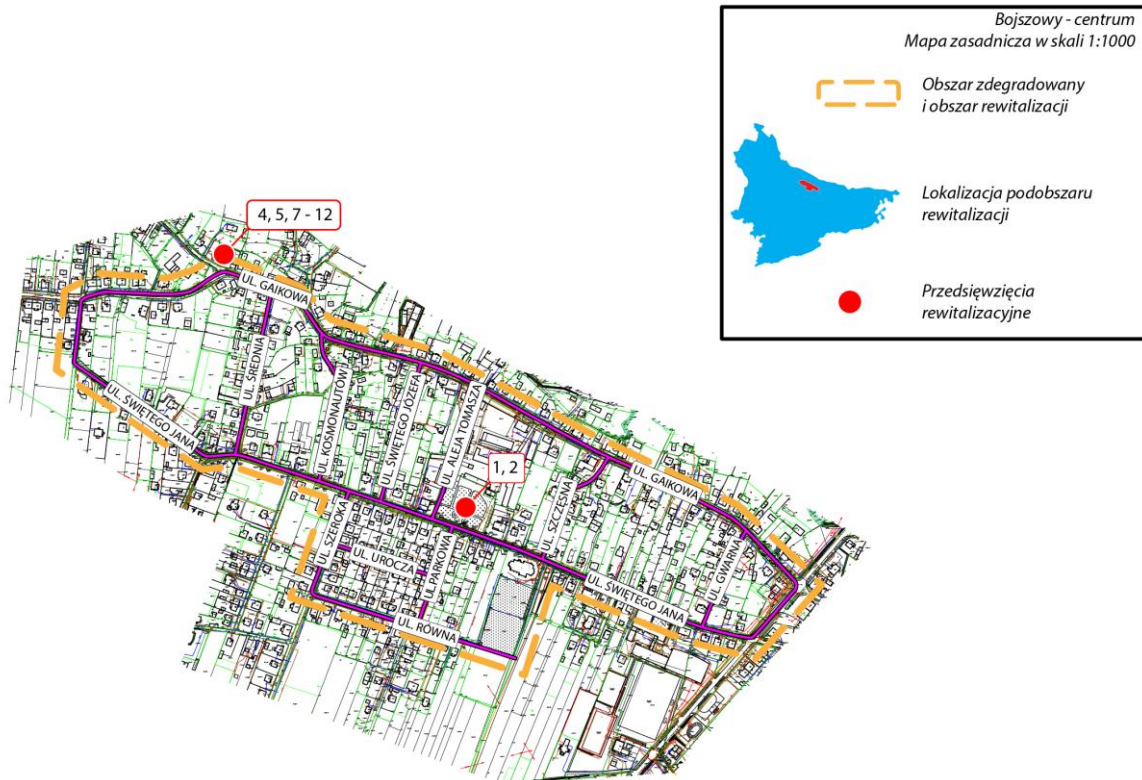 Bojszowy - centrum
Mapa zasadnicza w skali 1:1000
Obszar zdegradowany
i obszar rewitalizacji
Lokalizacja podobszaru
rewitalizacji
Przedsięwzięcia
rewitalizacyjne
4, 5, 7 - 12
UL. GAIKOWA
UL. ŚREDNIA
UL. ŚWIĘTEGO JANA
UL. KOSMONAUTÓW
UL. ŚWIĘTEGO JÓZEFA
UL. ALEJA TOMASZA
1, 2
UL. GAIKOWA
UL. SZCZĘSNA
UL. SZEROKA
UL. UROCZA
UL. PARKOWA
UL. GWARNA
UL. ŚWIĘTEGO JANA
UL. RÓWNA